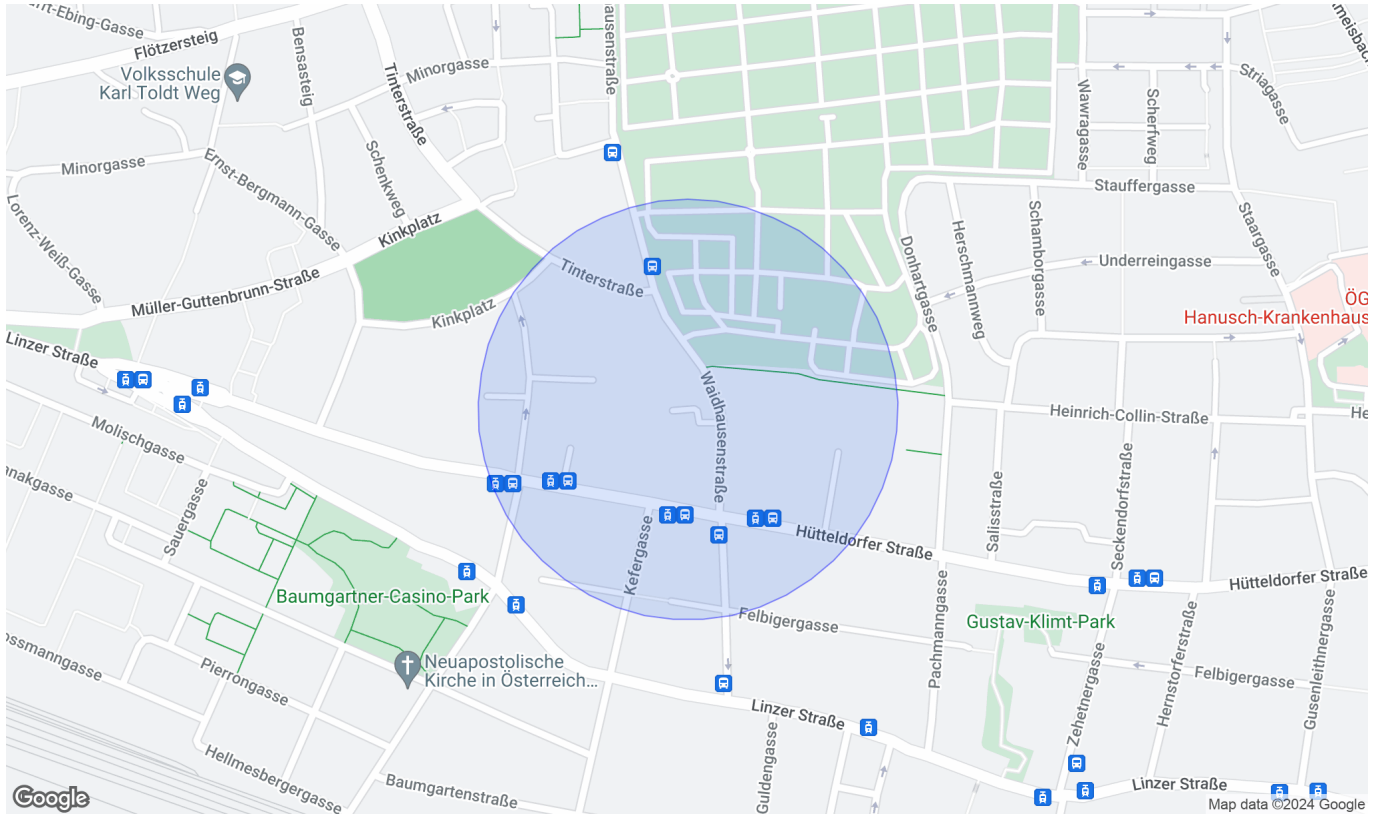 Flötzersteig
Bensasteig
Tinterstraße
Minorgasse
Volksschule
Karl Toldt Weg
Striagasse
Wawragasse
Scherfweg
Minorgasse
Schenkweg
Ernst-Bergmann-Gasse
Stauffergasse
Lorenz-Weiß-Gasse
Kinkplatz
Schamborgasse
Staargasse
Herschmannweg
Donhartgasse
Müller-Guttenbrunn-Straße
Tinterstraße
Underreingasse
Kinkplatz
Hanusch-Krankenhaus
Linzer Straße
Waidhausenstraße
Heinrich-Collin-Straße
Molischgasse
Seckendorfstraße
Salisstraße
Sauergasse
Hütteldorfer Straße
Kefergasse
Hütteldorfer Straße
Baumgartner-Casino-Park
Pachmanngasse
Felbigergasse
Gustav-Klimt-Park
Hernstorferstraße
Gusenleithnergasse
Zehetnergasse
Felbigergasse
Neuapostolische
Kirche in Österreich...
Pierrongasse
Linzer Straße
Guldengasse
Hellmesbergergasse
Baumgartenstraße
Linzer Straße
Google
Map data ©2024 Google